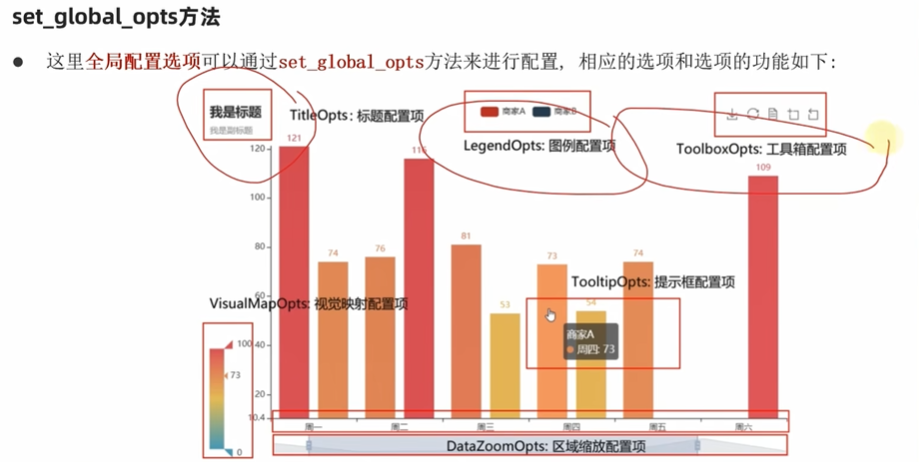 set_global_opts方法
● 这里全局配置选项可以通过set_global_opts方法来进行配置, 相应的选项和选项的功能如下:
我是标题
我是副标题
TitleOpts: 标题配置项
商家A 商家B
LegendOpts: 图例配置项
ToolboxOpts: 工具箱配置项
121
116
109
120
100
80
60
40
20
10.4
74
76
81
53
73
54
74
TooltipOpts: 提示框配置项
VisualMapOpts: 视觉映射配置项
商家A
周四: 73
100
73
0
周一 周二 周三 周四 周五 周六
DataZoomOpts: 区域缩放配置项